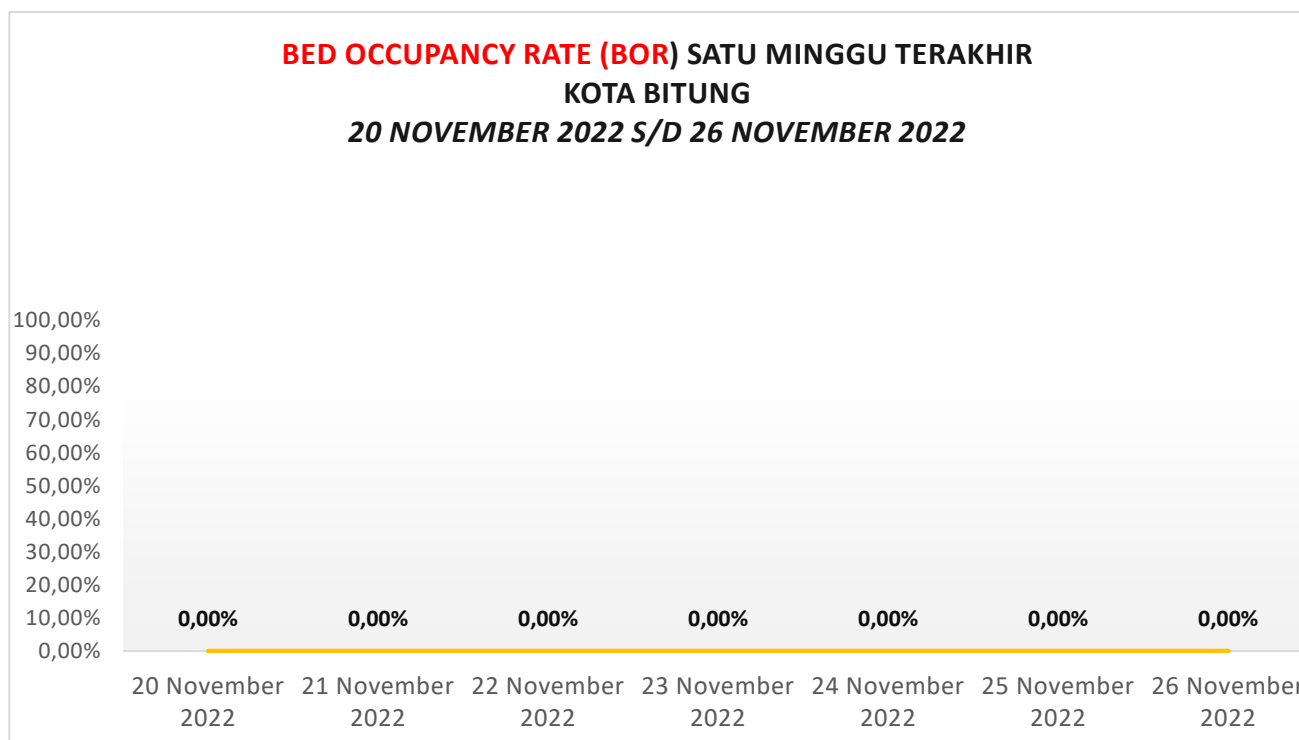 BED OCCUPANCY RATE (BOR) SATU MINGGU TERAKHIR
KOTA BITUNG
20 NOVEMBER 2022 S/D 26 NOVEMBER 2022
100,00%
90,00%
80,00%
70,00%
60,00%
50,00%
40,00%
30,00%
20,00%
10,00%
0,00%
0,00% 0,00% 0,00% 0,00% 0,00% 0,00% 0,00%
20 November 21 November 22 November 23 November 24 November 25 November 26 November
2022 2022 2022 2022 2022 2022 2022